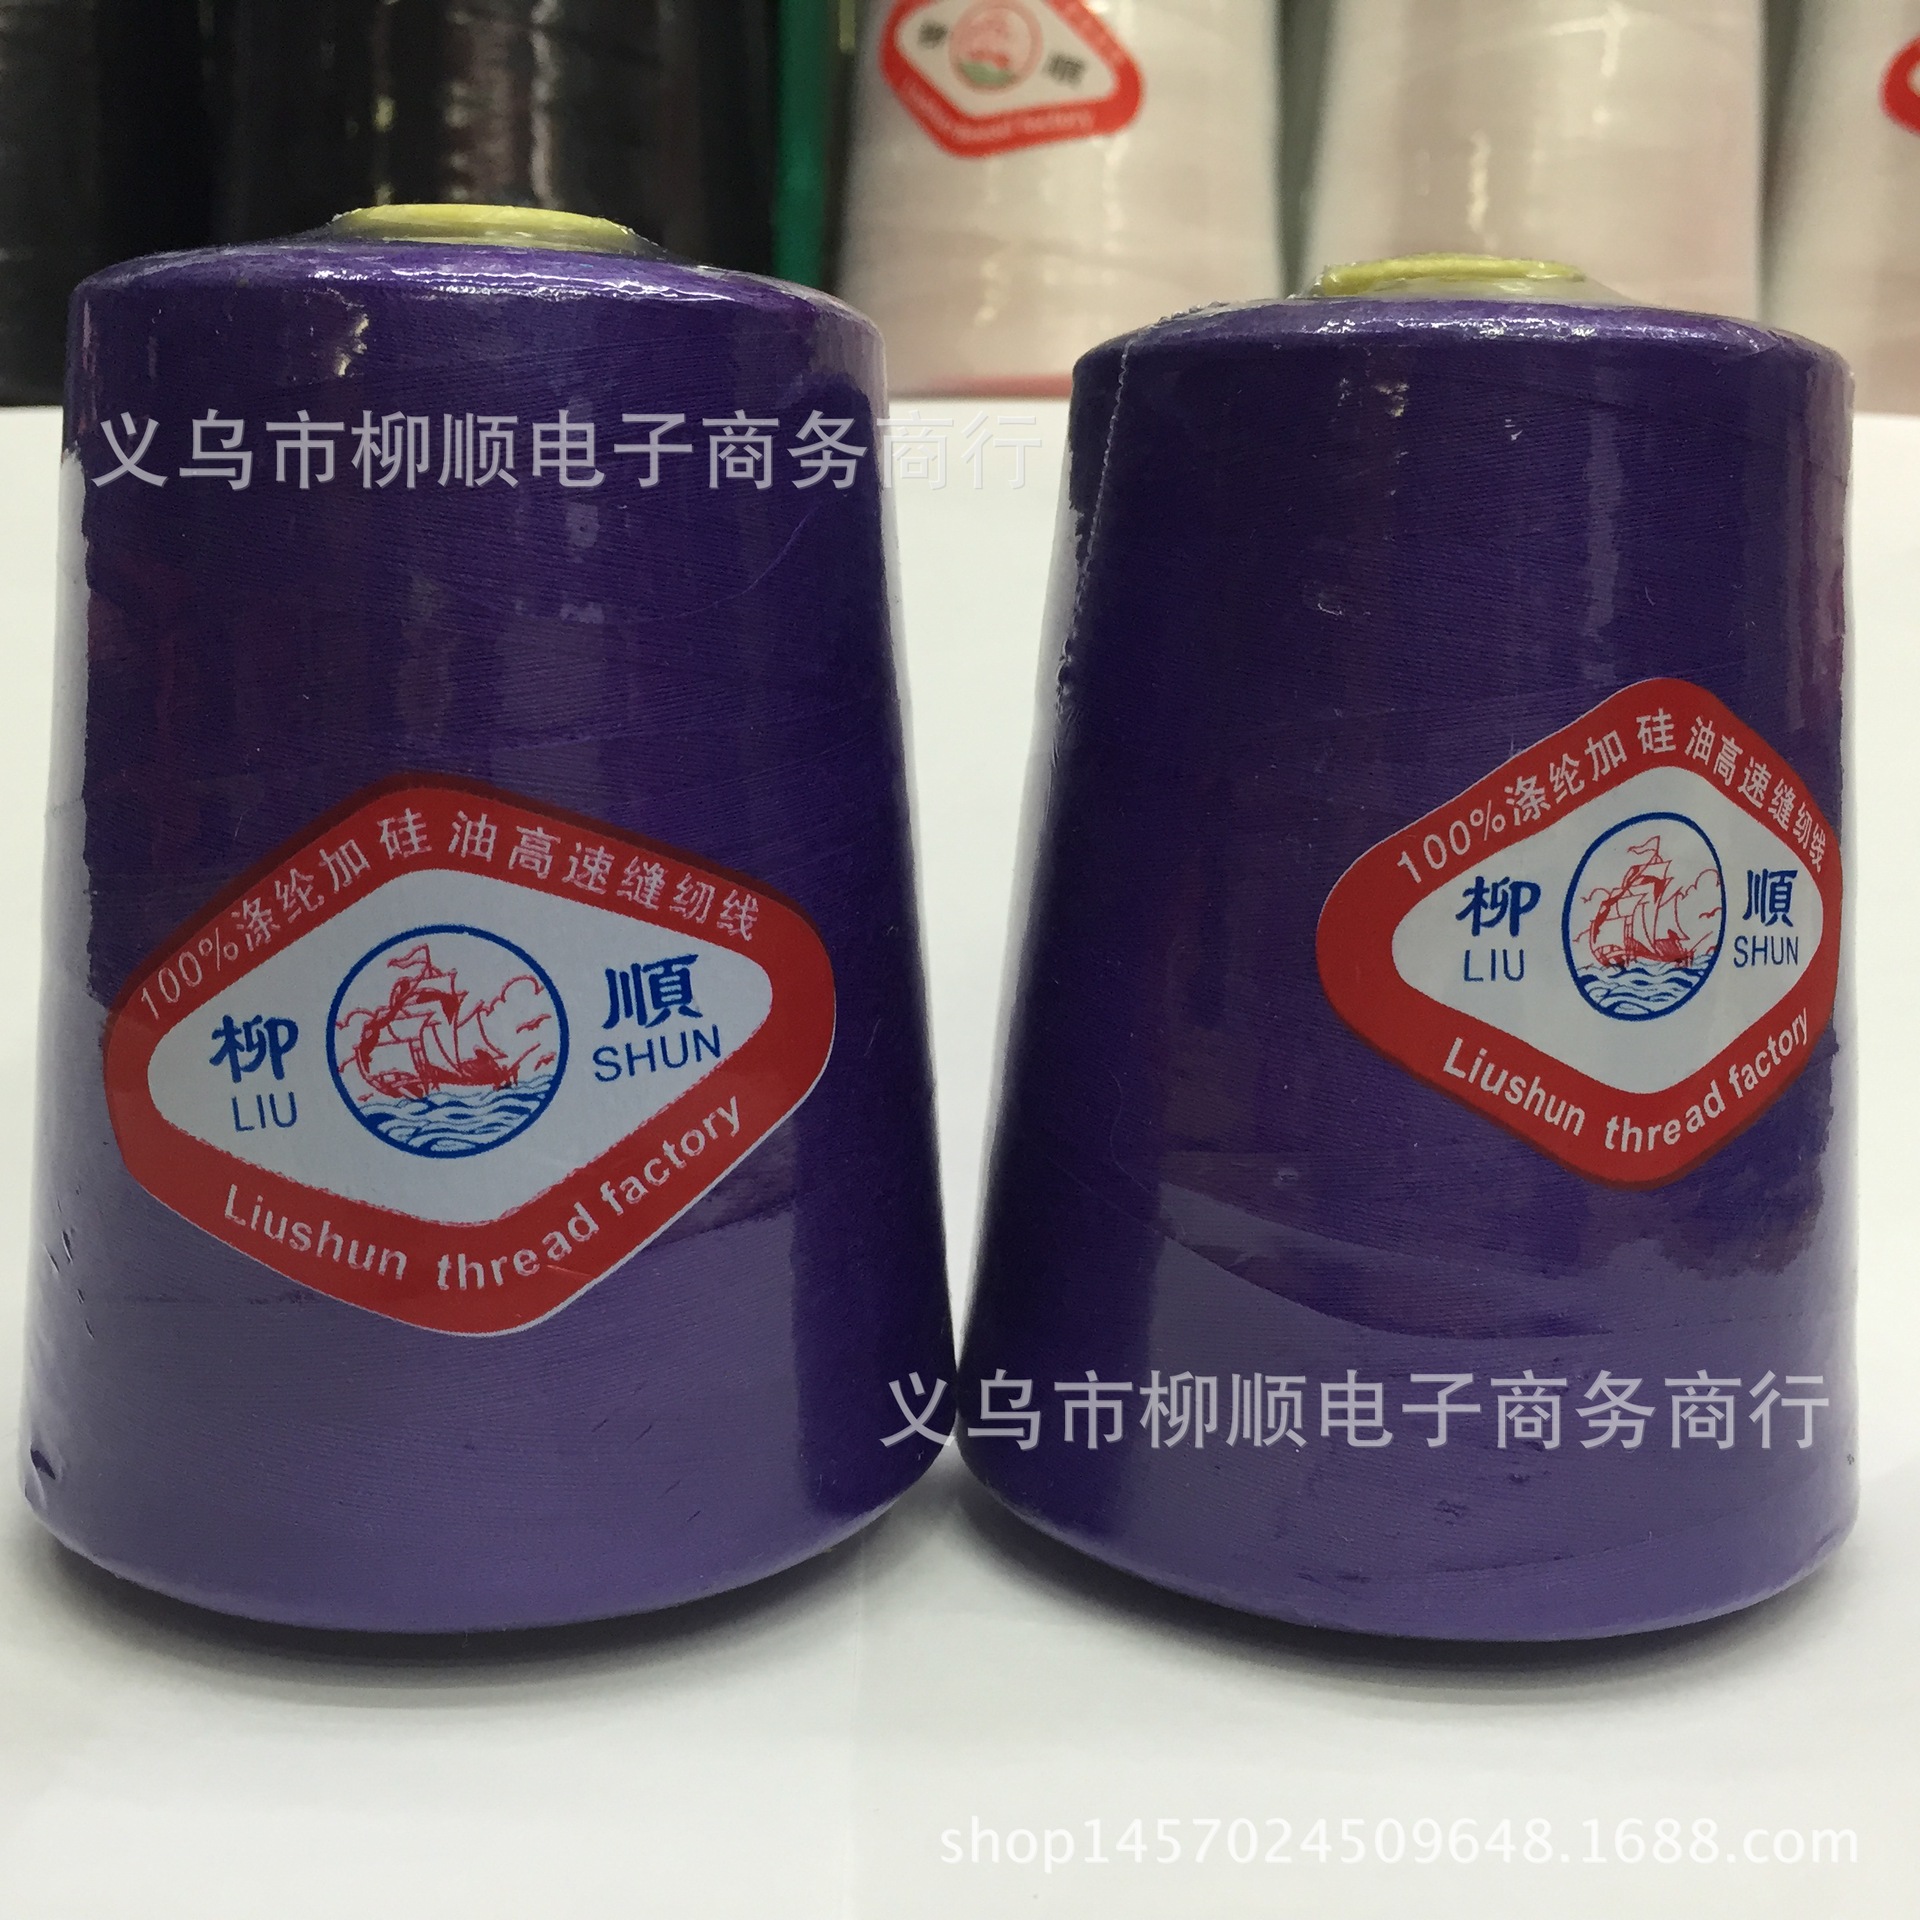 义乌市柳顺电子商务商行
100%涤纶加硅油高速缝纫线
柳 順
LIU SHUN
Liushun thread factory
100%涤纶加硅油高速缝纫线
柳 順
LIU SHUN
Liushun thread factory
义乌市柳顺电子商务商行
shop1457024509648.1688.com